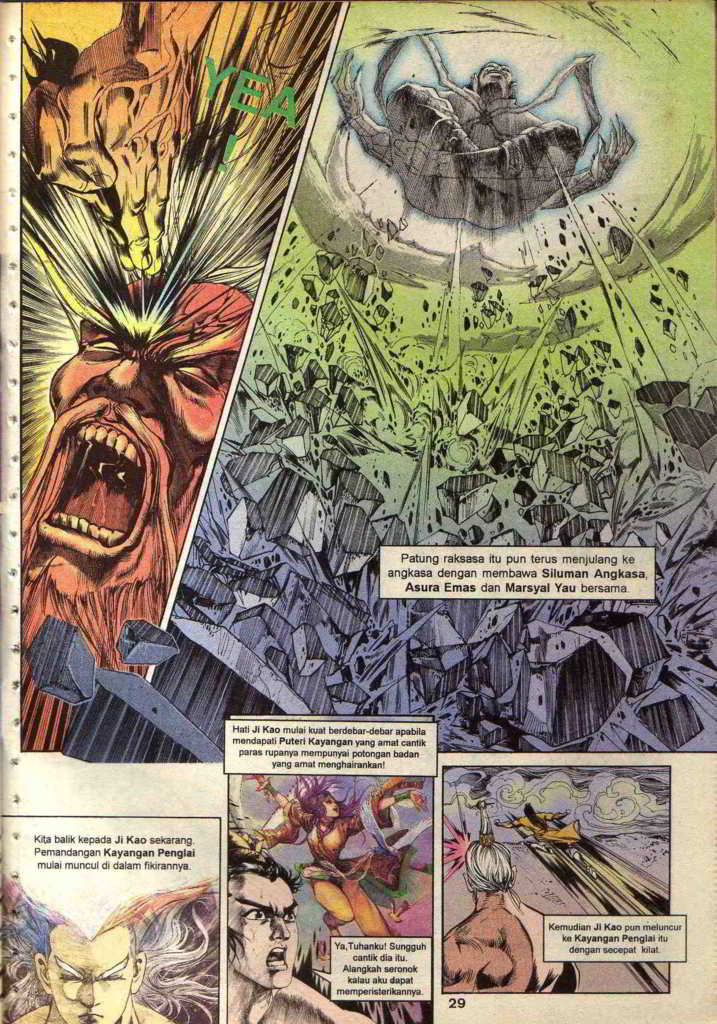 YEA
!
Patung raksasa itu pun terus menjulang ke
angkasa dengan membawa Siluman Angkasa,
Asura Emas dan Marsyal Yau bersama.
Hati Ji Kao mulai kuat berdebar-debar apabila
mendapati Puteri Kayangan yang amat cantik
paras rupanya mempunyai potongan badan
yang amat menghairankan!
Kita balik kepada Ji Kao sekarang.
Pemandangan Kayangan Penglai
mulai muncul di dalam fikirannya.
Ya,Tuhanku! Sungguh
cantik dia itu.
Alangkah seronok
kalau aku dapat
memperisterikannya.
Kemudian Ji Kao pun meluncur
ke Kayangan Penglai itu
dengan secepat kilat.
29